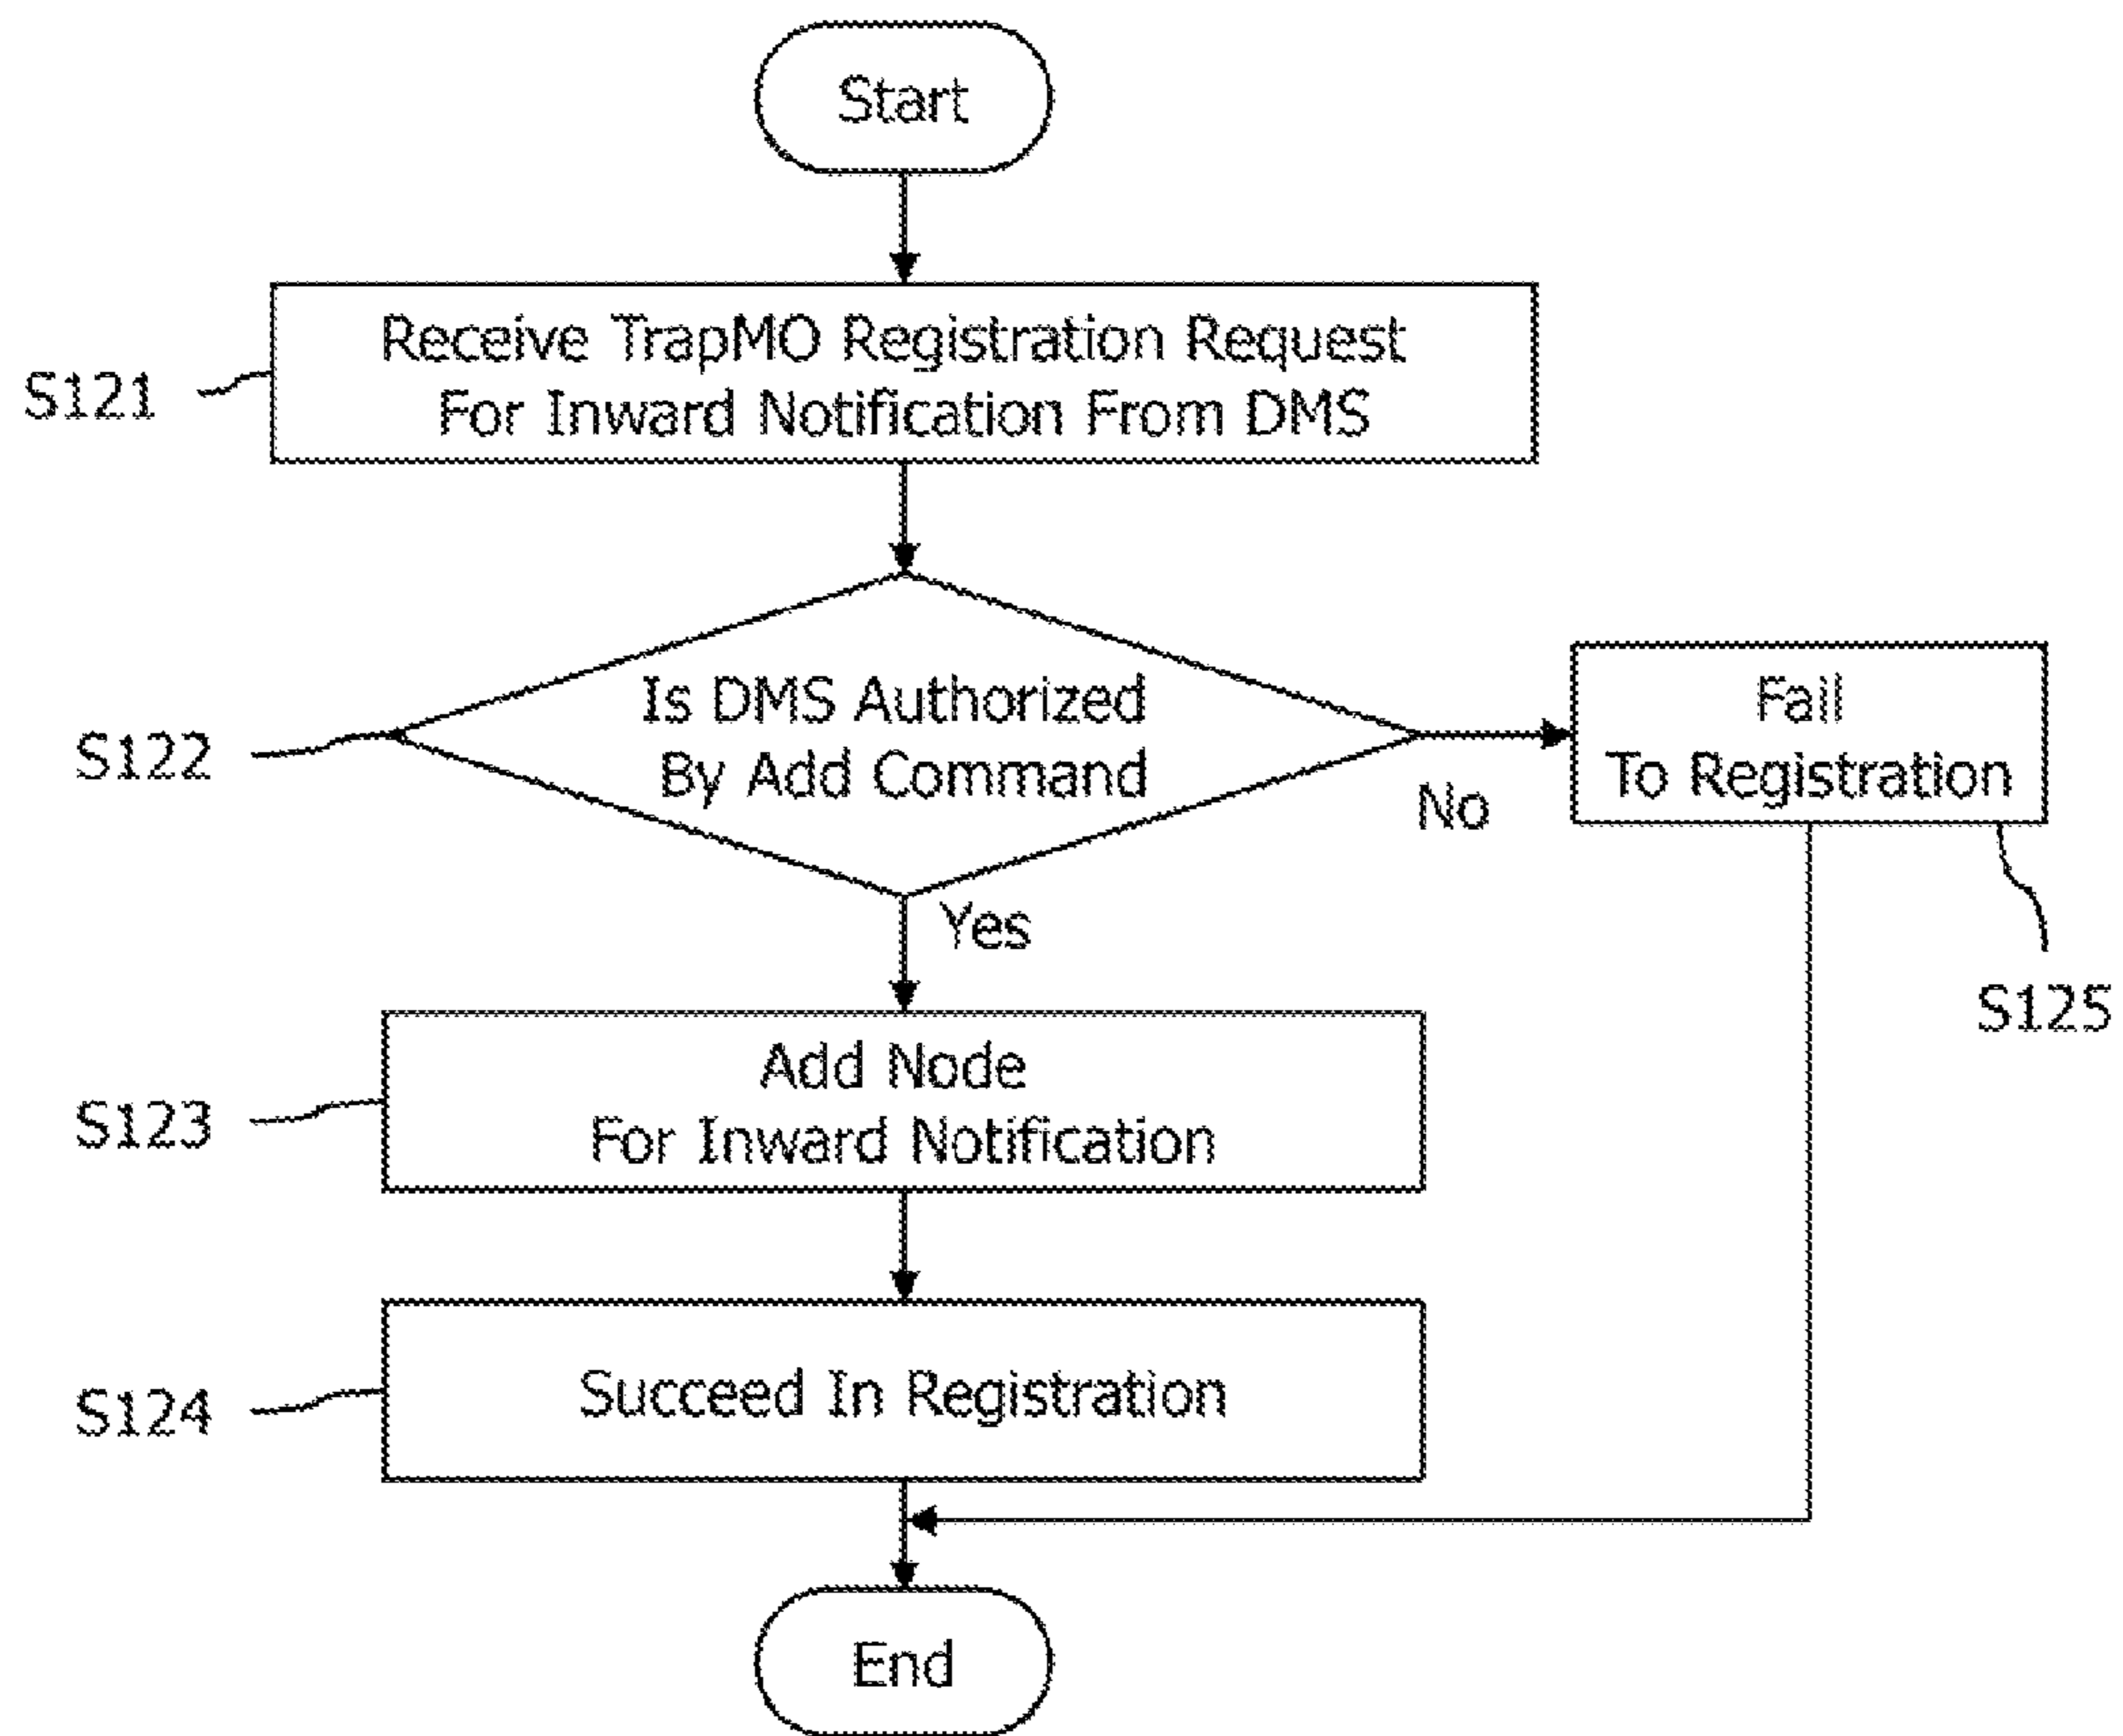 Start
Receive TrapMO Registration Request
For Inward Notification From DMS
S121
Is DMS Authorized
By Add Command
S122
No
Fail
To Registration
S125
Yes
Add Node
For Inward Notification
S123
Succeed In Registration
S124
End